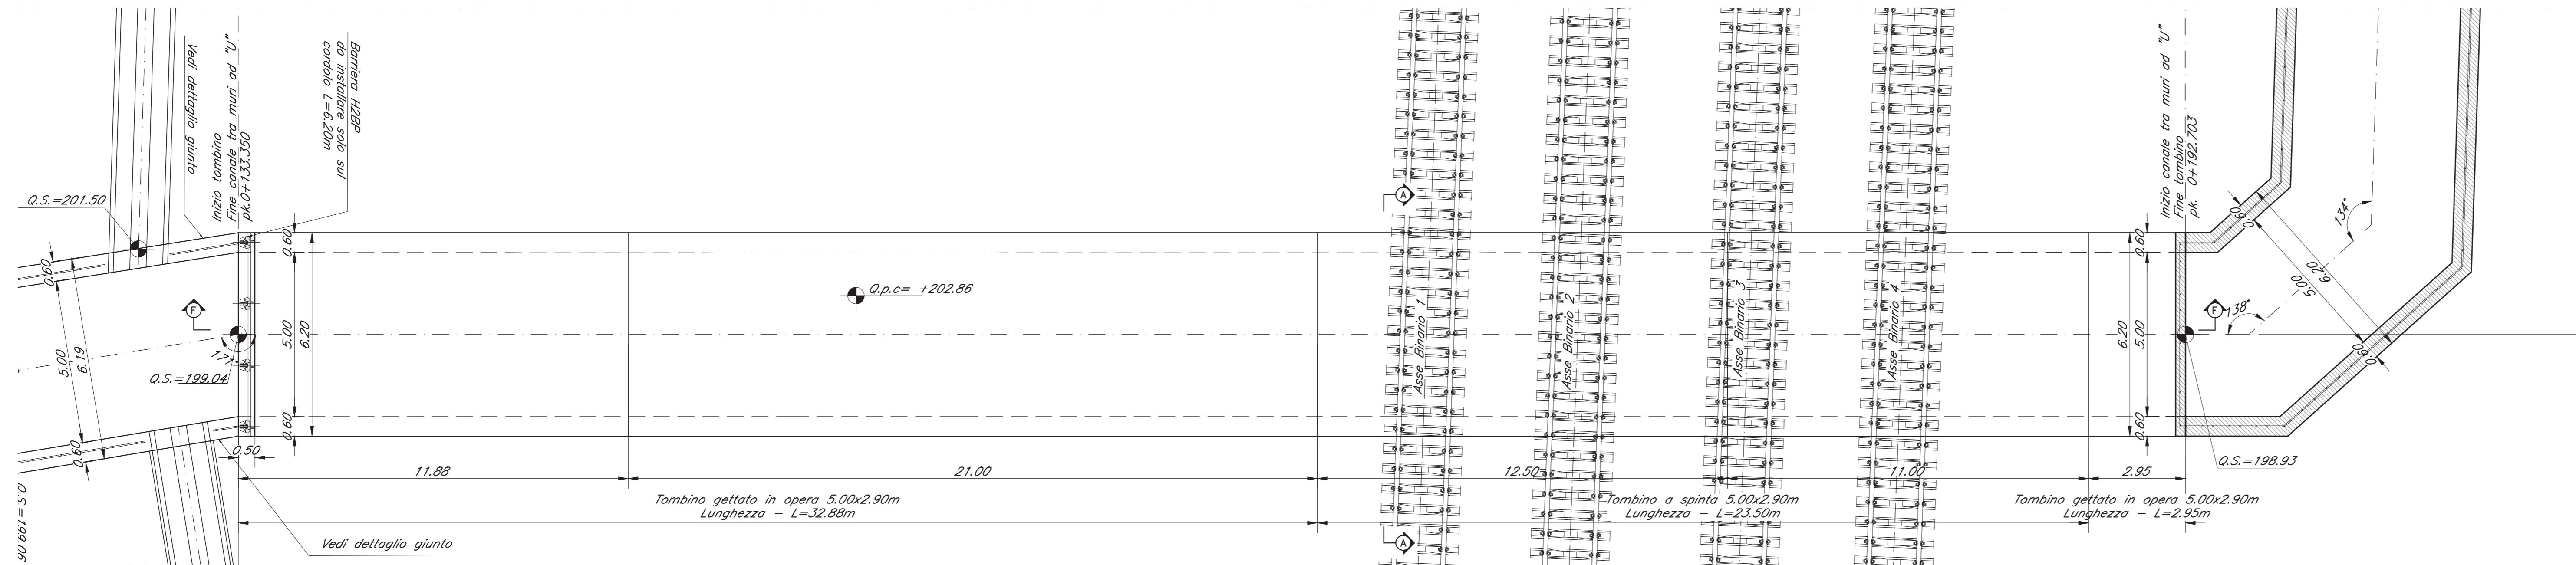 Vedi dettaglio giunto
Inizio tombino
Fine canale tra muri ad "U"
pk.0+133.350
Barriera H2BP
da installare solo sul
cordolo L=6.20m
Q.S.=201.50
0.60
5.00
6.19
0.60
F
171°
Q.S.=199.04
0.60
5.00
6.20
0.60
0.50
Q.S.=199.06
Vedi dettaglio giunto
Q.p.c= +202.86
11.88
21.00
12.50
11.00
2.95
Tombino gettato in opera 5.00x2.90m
Lunghezza - L=32.88m
Tombino a spinta 5.00x2.90m
Lunghezza - L=23.50m
Tombino gettato in opera 5.00x2.90m
Lunghezza - L=2.95m
A
A
Asse Binario 1
Asse Binario 2
Asse Binario 3
Asse Binario 4
Inizio canale tra muri ad "U"
Fine tombino
pk. 0+192.703
0.60
6.20
5.00
0.60
F
138°
134°
0.60
5.00
6.20
0.60
Q.S.=198.93